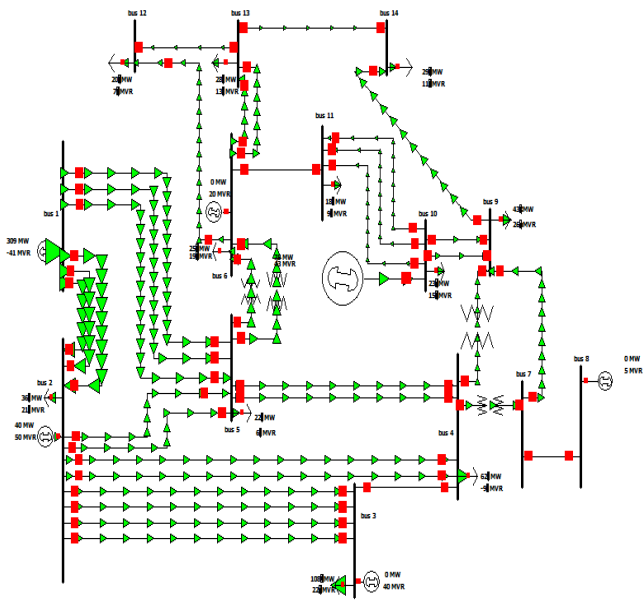 bus 12
bus 13
bus 14
20 MW
7 MVR
28 MW
13 MVR
29 MW
11 MVR
bus 11
0 MW
20 MVR
18 MW
9 MVR
bus 10
bus 9
43 MW
28 MVR
bus 1
309 MW
-41 MVR
25 MW
19 MVR
bus 6
43 MVR
23 MW
19 MVR
bus 2
36 MW
21 MVR
40 MW
50 MVR
bus 5
22 MW
6 MVR
bus 4
bus 7
bus 8
0 MW
5 MVR
62 MW
-9 MVR
bus 3
108 MW
22 MVR
0 MW
40 MVR